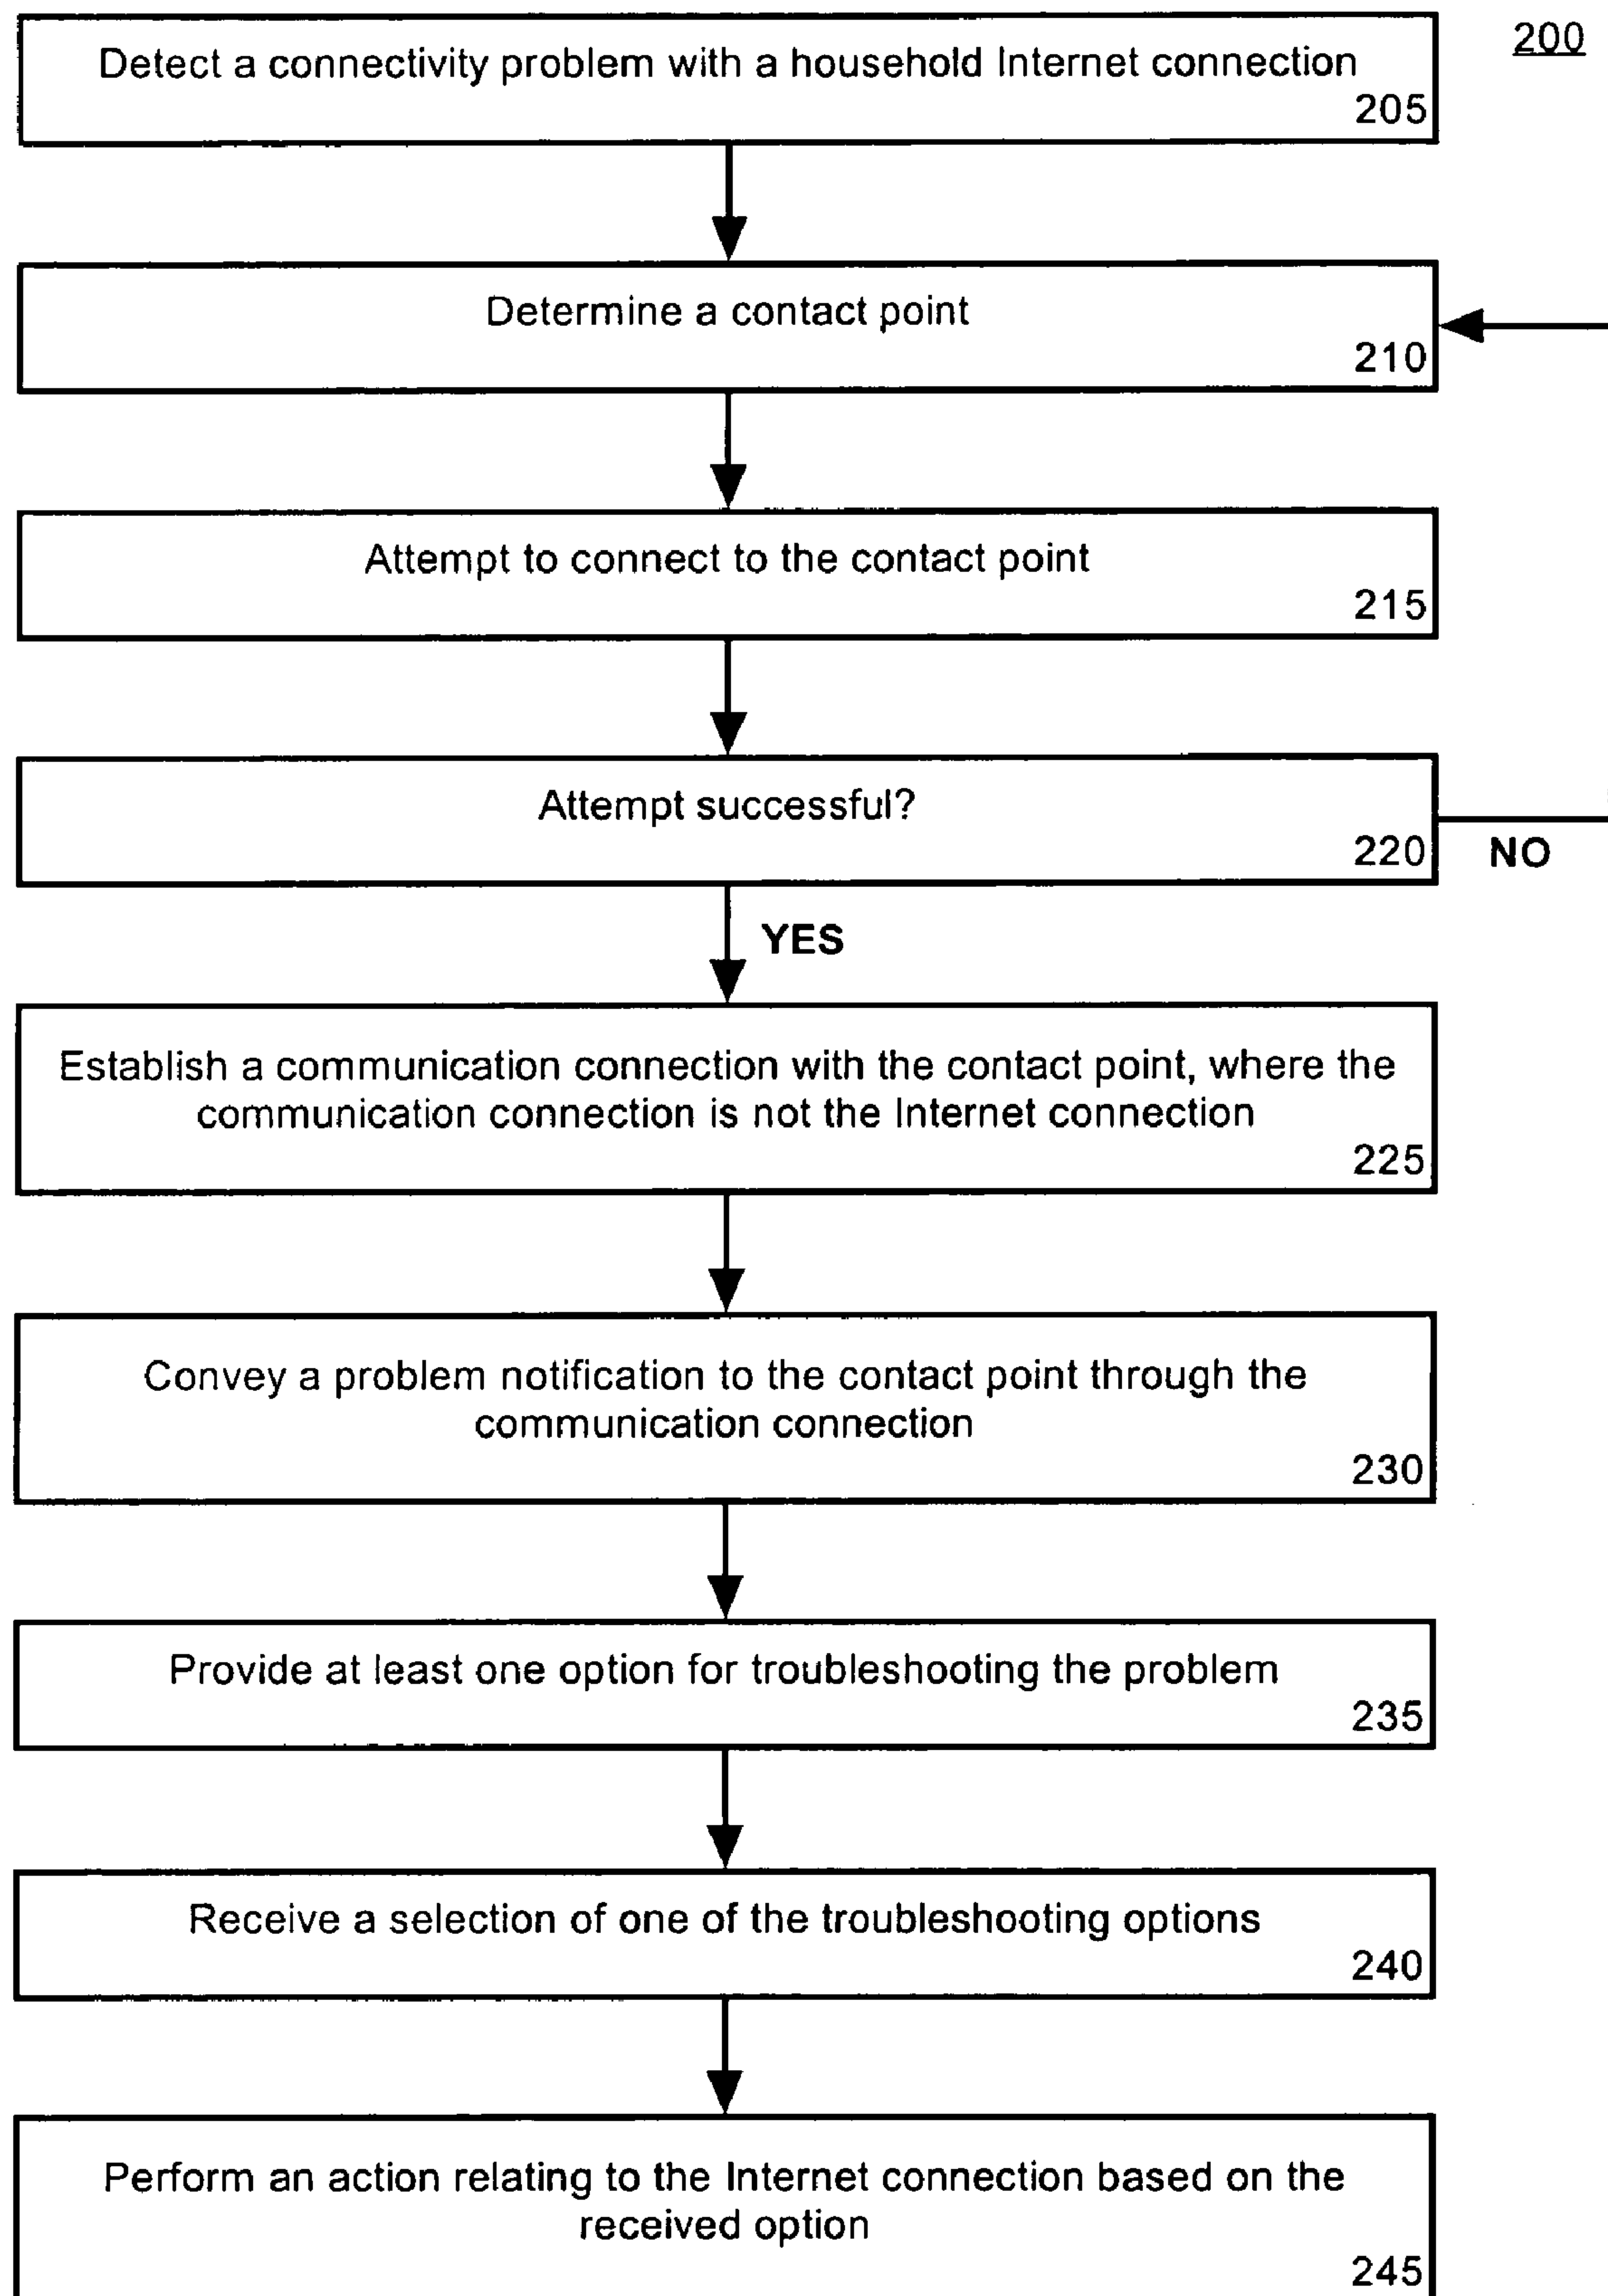 200
Detect a connectivity problem with a household Internet connection
205
Determine a contact point
210
Attempt to connect to the contact point
215
Attempt successful?
220
NO
YES
Establish a communication connection with the contact point, where the
communication connection is not the Internet connection
225
Convey a problem notification to the contact point through the
communication connection
230
Provide at least one option for troubleshooting the problem
235
Receive a selection of one of the troubleshooting options
240
Perform an action relating to the Internet connection based on the
received option
245